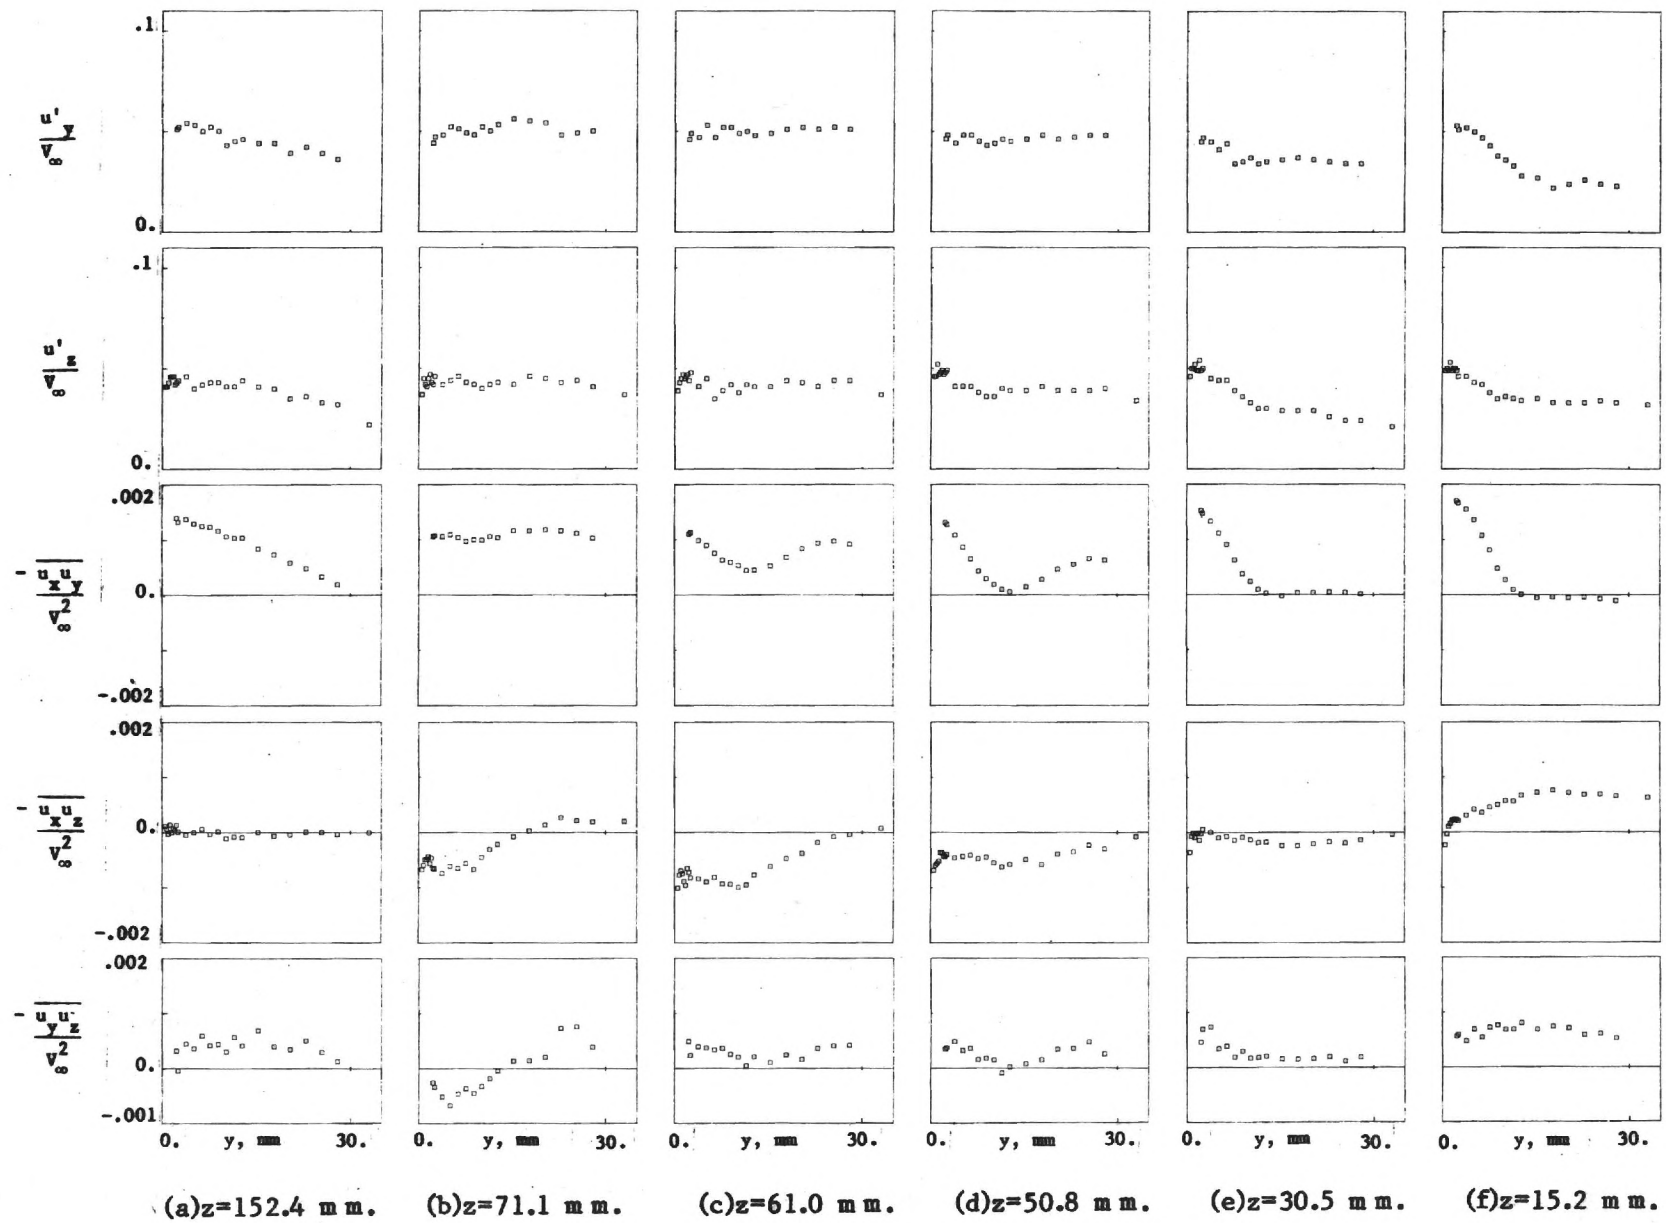 .1
u'y
V∞
0.
.1
u'z
V∞
0.
.002
- uxuy
0.
V∞2
-.002
.002
- uxuz
0.
V∞2
-.002
.002
- uyuz
V∞2
0.
-.001
0. y, mm 30. 0. y, mm 30. 0. y, mm 30. 0. y, mm 30. 0. y, mm 30. 0. y, mm 30.
(a)z=152.4 mm. (b)z=71.1 mm. (c)z=61.0 mm. (d)z=50.8 mm. (e)z=30.5 mm. (f)z=15.2 mm.